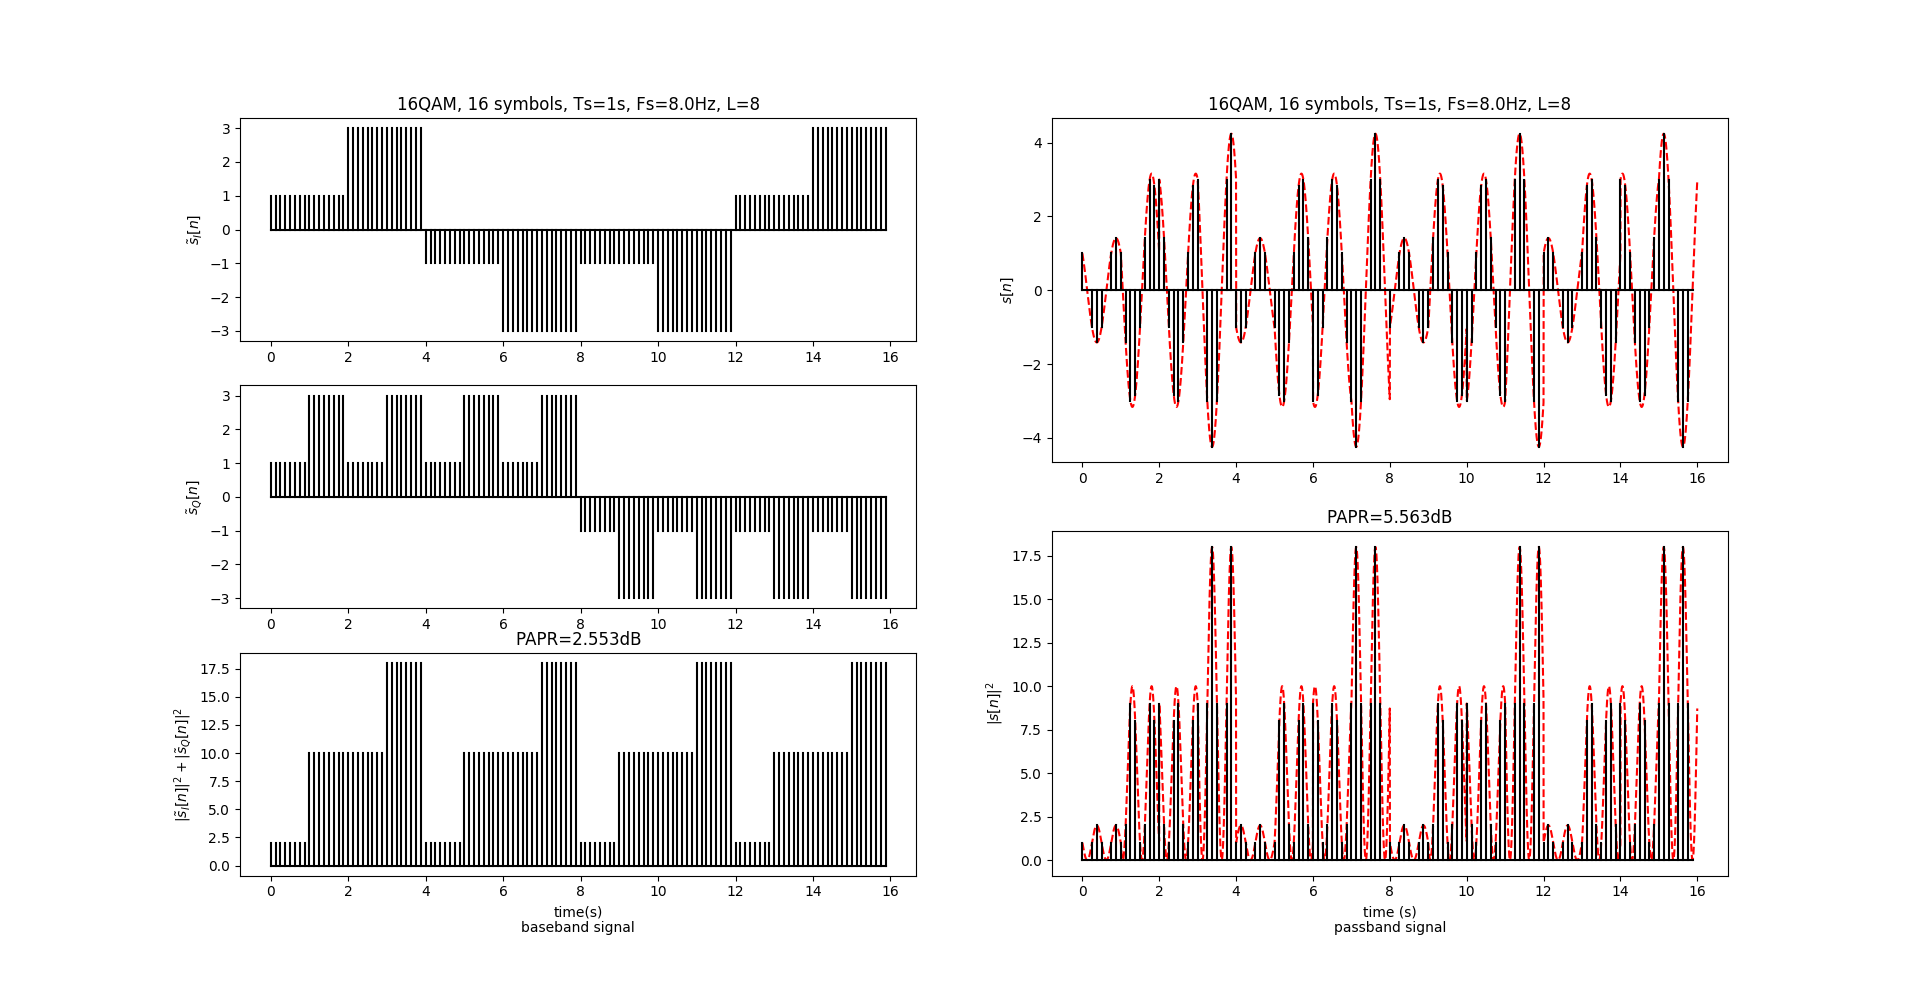 16QAM, 16 symbols, Ts=1s, Fs=8.0Hz, L=8
3
2
1
0
−1
−2
−3
s̃_I[n]
0 2 4 6 8 10 12 14 16
3
2
1
0
−1
−2
−3
s̃_Q[n]
0 2 4 6 8 10 12 14 16
PAPR=2.553dB
17.5
15.0
12.5
10.0
7.5
5.0
2.5
0.0
|s̃_I[n]|^2 + |s̃_Q[n]|^2
0 2 4 6 8 10 12 14 16
time(s)
baseband signal
16QAM, 16 symbols, Ts=1s, Fs=8.0Hz, L=8
4
2
0
−2
−4
s[n]
0 2 4 6 8 10 12 14 16
PAPR=5.563dB
17.5
15.0
12.5
10.0
7.5
5.0
2.5
0.0
|s[n]|^2
0 2 4 6 8 10 12 14 16
time (s)
passband signal